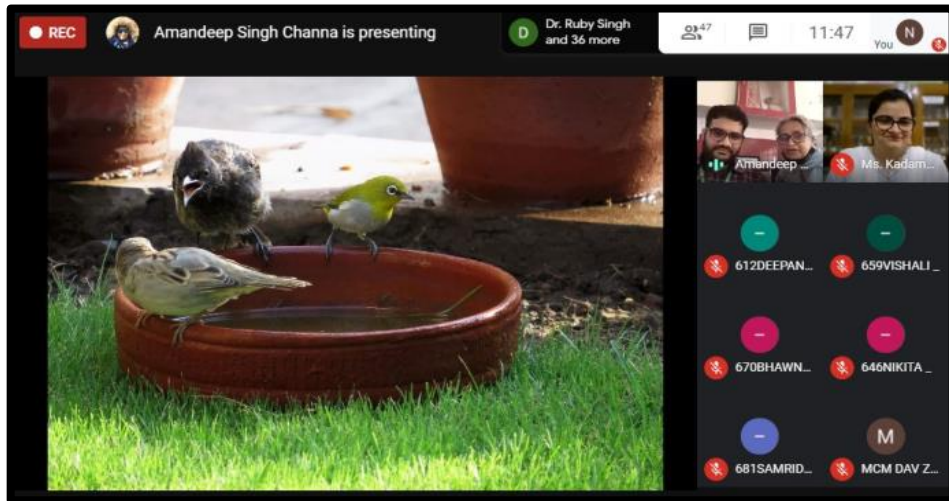 REC
Amandeep Singh Channa is presenting
D
Dr. Ruby Singh
and 36 more
47
11:47
You
N
Amandeep ...
Ms. Kadam...
612DEEPAN...
659VISHALI _
670BHAWN...
646NIKITA _
681SAMRID...
M
MCM DAV Z...